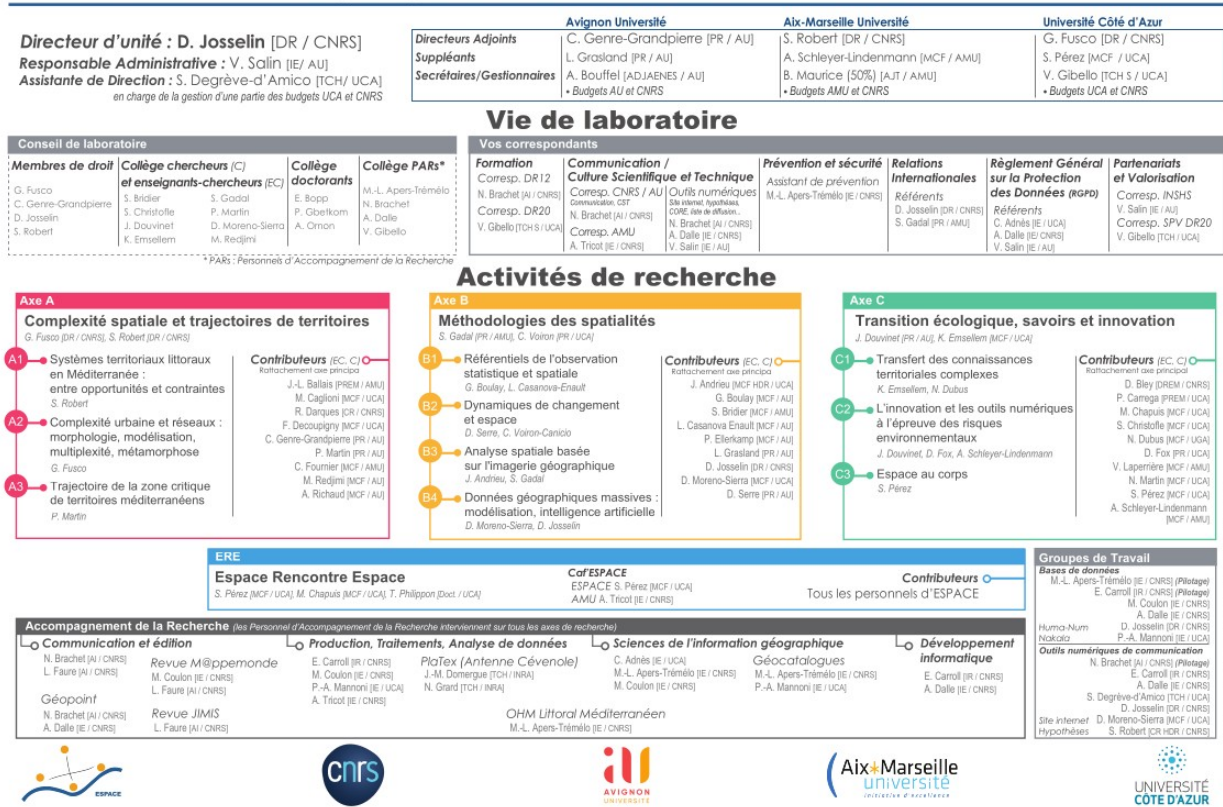 Directeur d'unité : D. Josselin [DR / CNRS]
Responsable Administrative : V. Salin [IE/ AU]
Assistante de Direction : S. Degrève-d'Amico [TCH/ UCA]
en charge de la gestion d'une partie des budgets UCA et CNRS
Avignon Université
Aix-Marseille Université
Université Côté d'Azur
Directeurs Adjoints
C. Genre-Grandpierre [PR / AU]
S. Robert [DR / CNRS]
G. Fusco [DR / CNRS]
Suppléants
L. Grasland [PR / AU]
A. Schleyer-Lindenmann [MCF / AMU]
S. Pérez [MCF / UCA]
Secrétaires/Gestionnaires
A. Bouffel [ADJAENES / AU]
B. Maurice (50%) [AJT / AMU]
V. Gibello [TCH S / UCA]
• Budgets AU et CNRS
• Budgets AMU et CNRS
• Budgets UCA et CNRS
Vie de laboratoire
Conseil de laboratoire
Membres de droit
G. Fusco
C. Genre-Grandpierre
D. Josselin
S. Robert
Collège chercheurs (C)
et enseignants-chercheurs (EC)
S. Bridier
S. Christofle
J. Douvinet
K. Emsellem
S. Gadal
P. Martin
D. Moreno-Sierra
M. Redjimi
Collège
doctorants
E. Bopp
P. Gbetkom
A. Omon
Collège PARs*
M.-L. Apers-Trémélo
N. Brachet
A. Dalle
V. Gibello
* PARs : Personnels d'Accompagnement de la Recherche
Vos correspondants
Formation
Corresp. DR12
N. Brachet [AI / CNRS]
Corresp. DR20
V. Gibello [TCH S / UCA]
Communication /
Culture Scientifique et Technique
Corresp. CNRS / AU
Communication, CST
N. Brachet [AI / CNRS]
Corresp. AMU
A. Tricot [IE / CNRS]
Outils numériques
Site internet, hypothèses,
CORE, liste de diffusion...
N. Brachet [AI / CNRS]
A. Dalle [IE / CNRS]
V. Salin [IE / AU]
Prévention et sécurité
Assistant de prévention
M.-L. Apers-Trémélo [IE / CNRS]
Relations
Internationales
Référents
D. Josselin [DR / CNRS]
S. Gadal [PR / AMU]
Règlement Général
sur la Protection
des Données (RGPD)
Référents
C. Adnès [IE / UCA]
A. Dalle [IE/ CNRS]
V. Salin [IE / AU]
Partenariats
et Valorisation
Corresp. INSHS
V. Salin [IE / AU]
Corresp. SPV DR20
V. Gibello [TCH / UCA]
Activités de recherche
Axe A
Complexité spatiale et trajectoires de territoires
G. Fusco [DR / CNRS], S. Robert [DR / CNRS]
A1
Systèmes territoriaux littoraux
en Méditerranée :
entre opportunités et contraintes
S. Robert
A2
Complexité urbaine et réseaux :
morphologie, modélisation,
multiplexité, métamorphose
G. Fusco
A3
Trajectoire de la zone critique
de territoires méditerranéens
P. Martin
Contributeurs (EC, C)
Rattachement axe principa
J.-L. Ballais [PREM / AMU]
M. Caglioni [MCF / UCA]
R. Darques [CR / CNRS]
F. Decoupigny [MCF / UCA]
C. Genre-Grandpierre [PR / AU]
P. Martin [PR / AU]
C. Fournier [MCF / AMU]
M. Redjimi [MCF / AU]
A. Richaud [MCF / AU]
Axe B
Méthodologies des spatialités
S. Gadal [PR / AMU], C. Voiron [PR / UCA]
B1
Référentiels de l'observation
statistique et spatiale
G. Boulay, L. Casanova-Enault
B2
Dynamiques de changement
et espace
D. Serre, C. Voiron-Canicio
B3
Analyse spatiale basée
sur l'imagerie géographique
J. Andrieu, S. Gadal
B4
Données géographiques massives :
modélisation, intelligence artificielle
D. Moreno-Sierra, D. Josselin
Contributeurs (EC, C)
Rattachement axe principa
J. Andrieu [MCF HDR / UCA]
G. Boulay [MCF / AMU]
S. Bridier [MCF / AMU]
L. Casanova Enault [MCF / AU]
P. Ellerkamp [MCF / AU]
L. Grasland [PR / AU]
D. Josselin [DR / CNRS]
D. Moreno-Sierra [MCF / UCA]
D. Serre [PR / AU]
Axe C
Transition écologique, savoirs et innovation
J. Douvinet [PR / AU], K. Emsellem [MCF / UCA]
C1
Transfert des connaissances
territoriales complexes
K. Emsellem, N. Dubus
C2
L'innovation et les outils numériques
à l'épreuve des risques
environnementaux
J. Douvinet, D. Fox, A. Schleyer-Lindenmann
C3
Espace au corps
S. Pérez
Contributeurs (EC, C)
Rattachement axe principa
D. Bley [DREM / CNRS]
P. Carrega [PREM / UCA]
M. Chapuis [MCF / UCA]
S. Christofle [MCF / UCA]
N. Dubus [MCF / UGA]
D. Fox [PR / UCA]
V. Laperrière [MCF / AMU]
N. Martin [MCF / UCA]
S. Pérez [MCF / UCA]
A. Schleyer-Lindenmann
[MCF / AMU]
ERE
Espace Rencontre Espace
S. Pérez [MCF / UCA], M. Chapuis [MCF / UCA], T. Philippon [Doct. / UCA]
Caf'ESPACE
ESPACE S. Pérez [MCF / UCA]
AMU A. Tricot [IE / CNRS]
Contributeurs
Tous les personnels d'ESPACE
Groupes de Travail
Bases de données
M.-L. Apers-Trémélo [IE / CNRS] (Pilotage)
E. Carroll [IR / CNRS] (Pilotage)
M. Coulon [IE / CNRS]
A. Dalle [IE / CNRS]
Huma-Num D. Josselin [DR / CNRS]
Nakala P.-A. Mannoni [IE / UCA]
Outils numériques de communication
N. Brachet [AI / CNRS] (Pilotage)
E. Carroll [IR / CNRS]
A. Dalle [IE / CNRS]
S. Degrève-d'Amico [TCH / UCA]
D. Josselin [DR / CNRS]
Site internet D. Moreno-Sierra [MCF / UCA]
Hypothèses S. Robert [CR HDR / CNRS]
Accompagnement de la Recherche (les Personnel d'Accompagnement de la Recherche interviennent sur tous les axes de recherche)
Communication et édition
N. Brachet [AI / CNRS]
L. Faure [AI / CNRS]
Géopoint
N. Brachet [AI / CNRS]
A. Dalle [IE / CNRS]
Revue M@ppemonde
M. Coulon [IE / CNRS]
L. Faure [AI / CNRS]
Revue JIMIS
L. Faure [AI / CNRS]
Production, Traitements, Analyse de données
E. Carroll [IR / CNRS]
M. Coulon [IE / CNRS]
P.-A. Mannoni [IE / UCA]
A. Tricot [IE / CNRS]
PlaTex (Antenne Cévenole)
J.-M. Domergue [TCH / INRA]
N. Grard [TCH / INRA]
Sciences de l'information géographique
C. Adnès [IE / UCA]
M.-L. Apers-Trémélo [IE / CNRS]
M. Coulon [IE / CNRS]
Géocatalogues
M.-L. Apers-Trémélo [IE / CNRS]
P.-A. Mannoni [IE / UCA]
OHM Littoral Méditerranéen
M.-L. Apers-Trémélo [IE / CNRS]
Développement
informatique
E. Carroll [IR / CNRS]
A. Dalle [IE / CNRS]
ESPACE
cnrs
AVIGNON
UNIVERSITÉ
Aix*Marseille
université
initiative d'excellence
UNIVERSITÉ
CÔTE D'AZUR